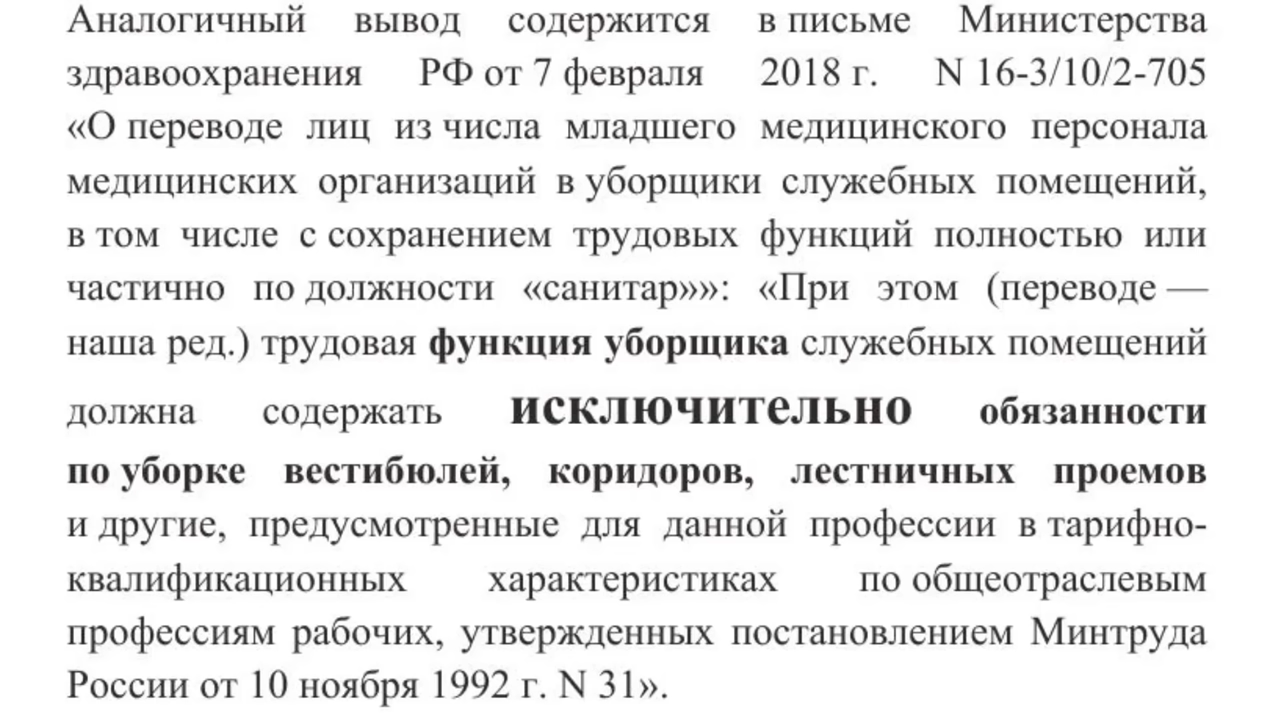 Аналогичный вывод содержится в письме Министерства
здравоохранения РФ от 7 февраля 2018 г. N 16-3/10/2-705
«О переводе лиц из числа младшего медицинского персонала
медицинских организаций в уборщики служебных помещений,
в том числе с сохранением трудовых функций полностью или
частично по должности «санитар»»: «При этом (переводе —
наша ред.) трудовая функция уборщика служебных помещений
должна содержать исключительно обязанности
по уборке вестибюлей, коридоров, лестничных проемов
и другие, предусмотренные для данной профессии в тарифно-
квалификационных характеристиках по общеотраслевым
профессиям рабочих, утвержденных постановлением Минтруда
России от 10 ноября 1992 г. N 31».